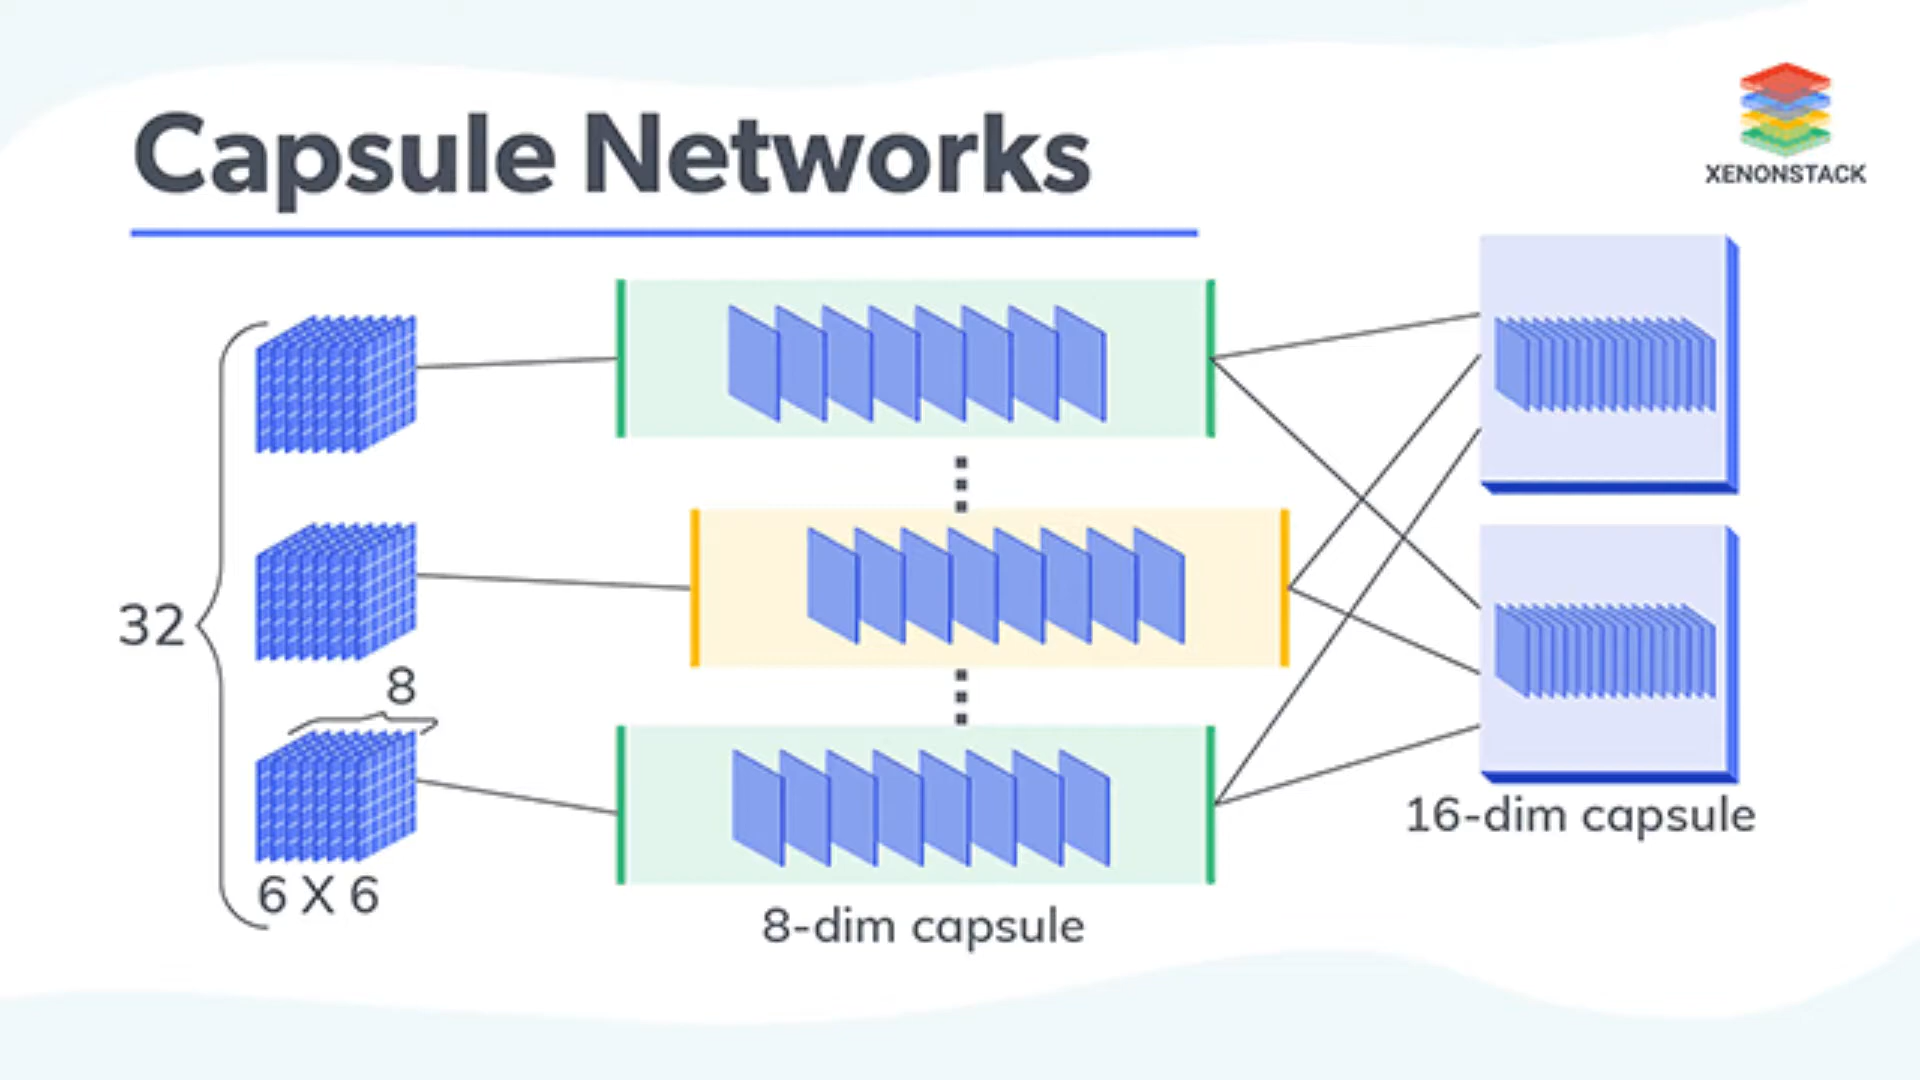 Capsule Networks
XENONSTACK
32
8
6 X 6
8-dim capsule
16-dim capsule